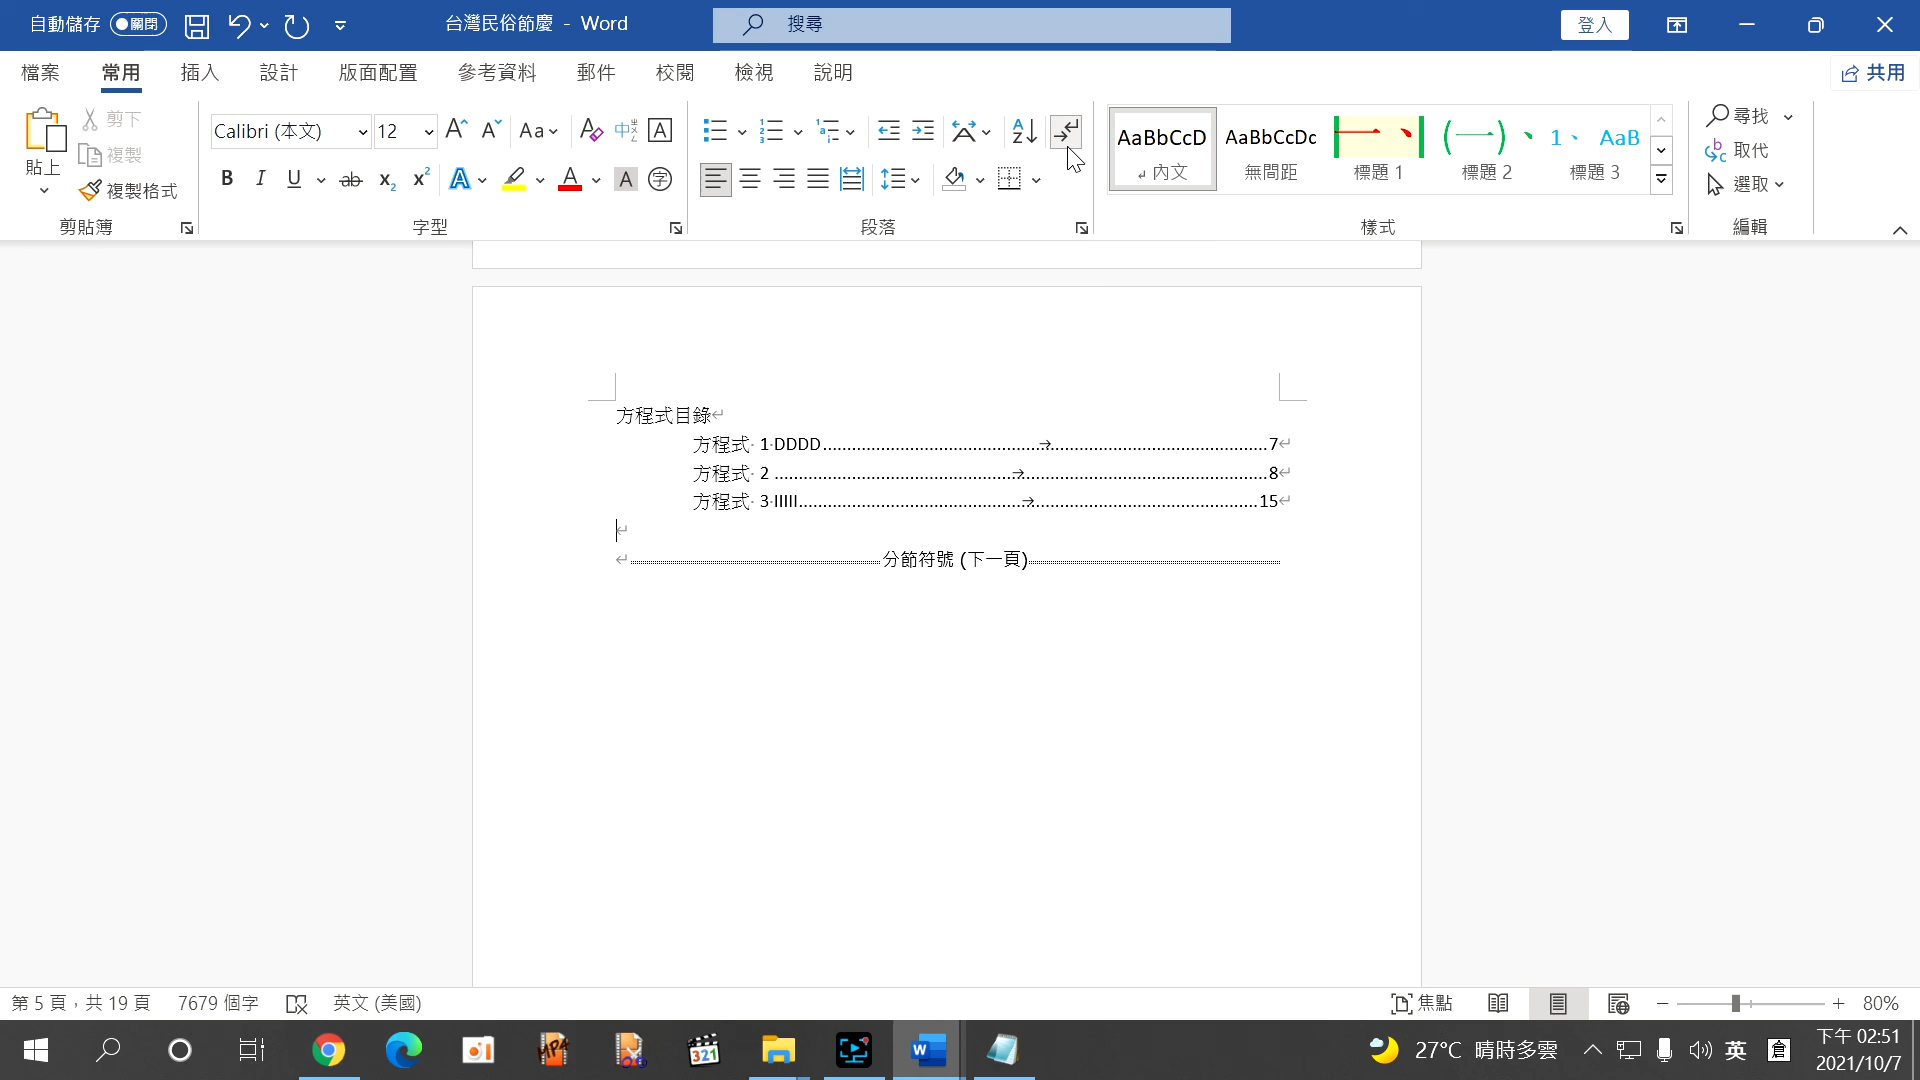 自動儲存 關閉 台灣民俗節慶 - Word 搜尋 登入
檔案 常用 插入 設計 版面配置 參考資料 郵件 校閱 檢視 說明 共用
貼上 剪下 複製 複製格式 剪貼簿
Calibri (本文) 12 字型
段落
AaBbCcD 內文 AaBbCcDc 無間距 一、 標題 1 (一)、 標題 2 1、 AaB 標題 3 樣式
尋找 取代 選取 編輯
方程式目錄
方程式 1 DDDD 7
方程式 2 8
方程式 3 IIIII 15
分節符號 (下一頁)
第 5 頁，共 19 頁 7679 個字 英文 (美國) 焦點 80%
27°C 晴時多雲 英 倉 下午 02:51
2021/10/7